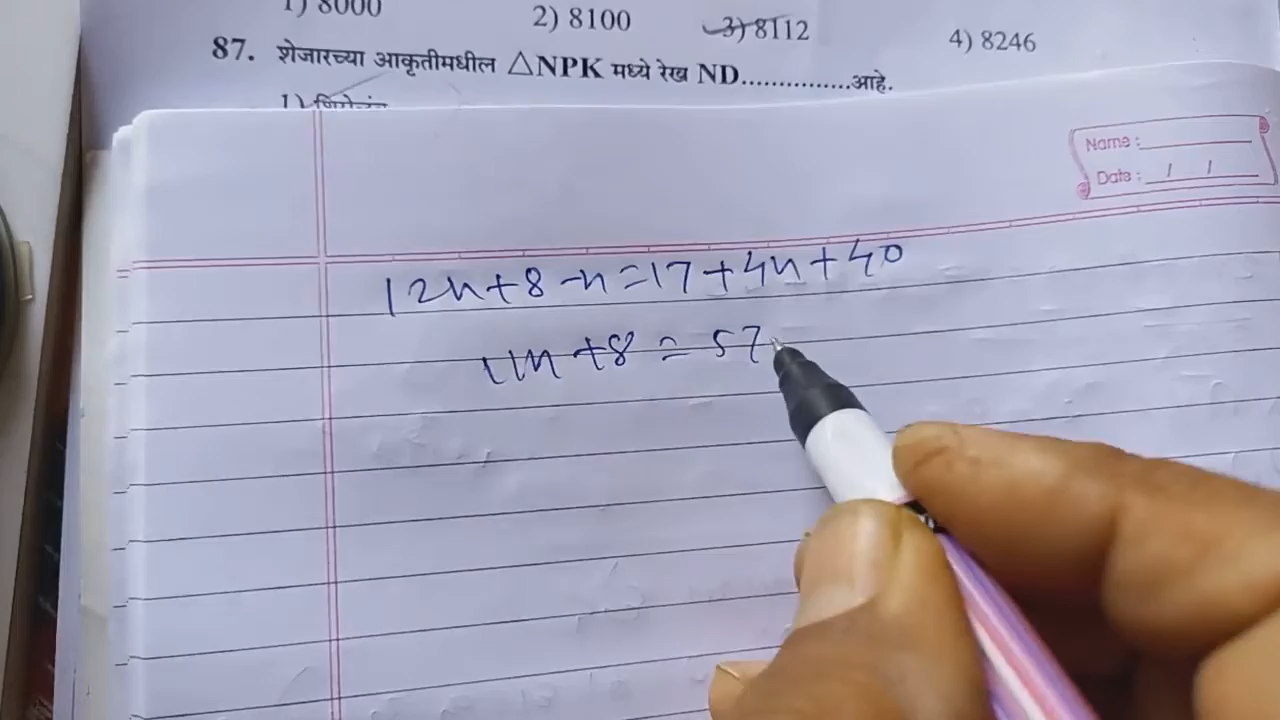 1) 8000 2) 8100 3) 8112 4) 8246
87. शेजारच्या आकृतीमधील △NPK मध्ये रेख ND...............आहे.
1)
Name :
Date : / /
12n+8-n=17+4n+40
11n+8=57